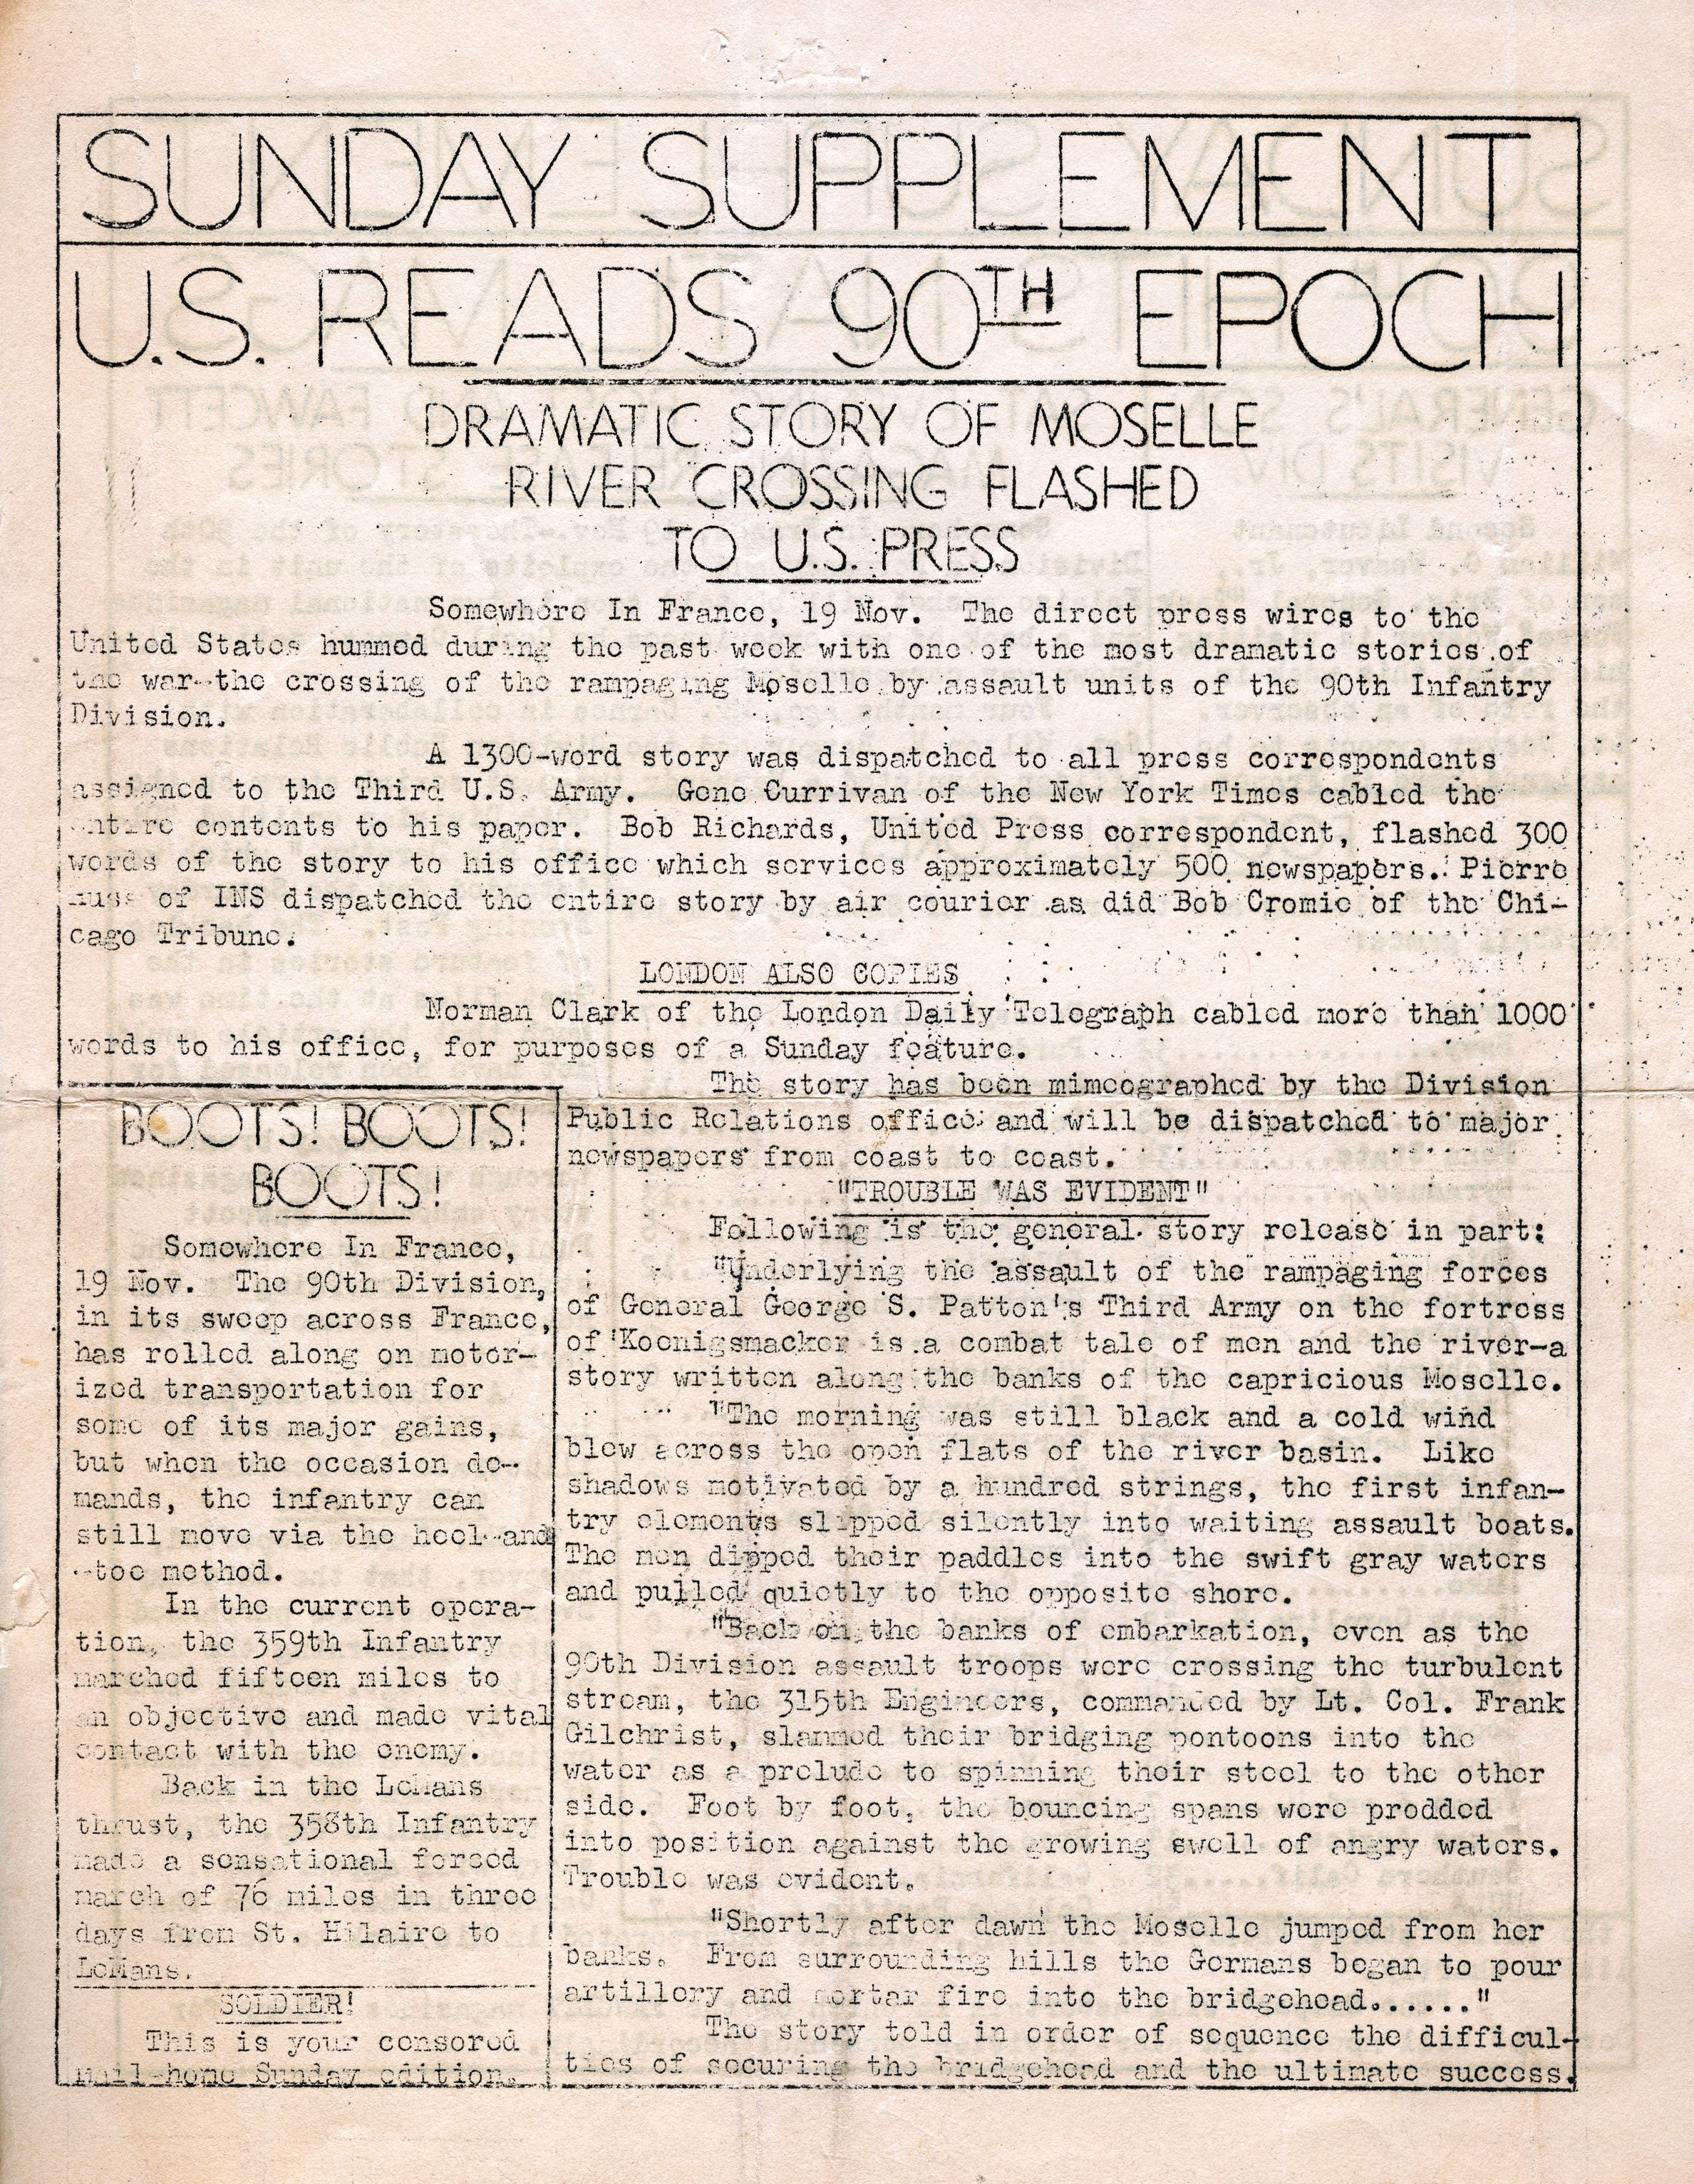 SUNDAY SUPPLEMENT
U.S. READS 90TH EPOCH
DRAMATIC STORY OF MOSELLE
RIVER CROSSING FLASHED
TO U.S. PRESS
Somewhere In France, 19 Nov. The direct press wires to the
United States hummed during the past week with one of the most dramatic stories of
the war--the crossing of the rampaging Moselle by assault units of the 90th Infantry
Division.
A 1300-word story was dispatched to all press correspondents
assigned to the Third U.S. Army. Gene Currivan of the New York Times cabled the
entire contents to his paper. Bob Richards, United Press correspondent, flashed 300
words of the story to his office which services approximately 500 newspapers. Pierre
Huss of INS dispatched the entire story by air courier as did Bob Cromie of the Chi-
cago Tribune.
LONDON ALSO COPIES
Norman Clark of the London Daily Telegraph cabled more than 1000
words to his office, for purposes of a Sunday feature.
The story has been mimeographed by the Division
Public Relations office and will be dispatched to major
newspapers from coast to coast.
"TROUBLE WAS EVIDENT"
Following is the general story release in part:
"Underlying the assault of the rampaging forces
of General George S. Patton's Third Army on the fortress
of Koenigsmacker is a combat tale of men and the river-a
story written along the banks of the capricious Moselle.
"The morning was still black and a cold wind
blew across the open flats of the river basin. Like
shadows motivated by a hundred strings, the first infan-
try elements slipped silently into waiting assault boats.
The men dipped their paddles into the swift gray waters
and pulled quietly to the opposite shore.
"Back on the banks of embarkation, even as the
90th Division assault troops were crossing the turbulent
stream, the 315th Engineers, commanded by Lt. Col. Frank
Gilchrist, slammed their bridging pontoons into the
water as a prelude to spinning their steel to the other
side. Foot by foot, the bouncing spans were prodded
into position against the growing swell of angry waters.
Trouble was evident.
"Shortly after dawn the Moselle jumped from her
banks. From surrounding hills the Germans began to pour
artillery and mortar fire into the bridgehead......"
The story told in order of sequence the difficul-
ties of securing the bridgehead and the ultimate success.
BOOTS! BOOTS!
BOOTS!
Somewhere In France,
19 Nov. The 90th Division,
in its sweep across France,
has rolled along on motor-
ized transportation for
some of its major gains,
but when the occasion de--
mands, the infantry can
still move via the heel--and
--toe method.
In the current opera-
tion, the 359th Infantry
marched fifteen miles to
an objective and made vital
contact with the enemy.
Back in the LeMans
thrust, the 358th Infantry
made a sensational forced
march of 76 miles in three
days from St. Hilaire to
LeMans.
SOLDIER!
This is your censored
mail-home Sunday edition.